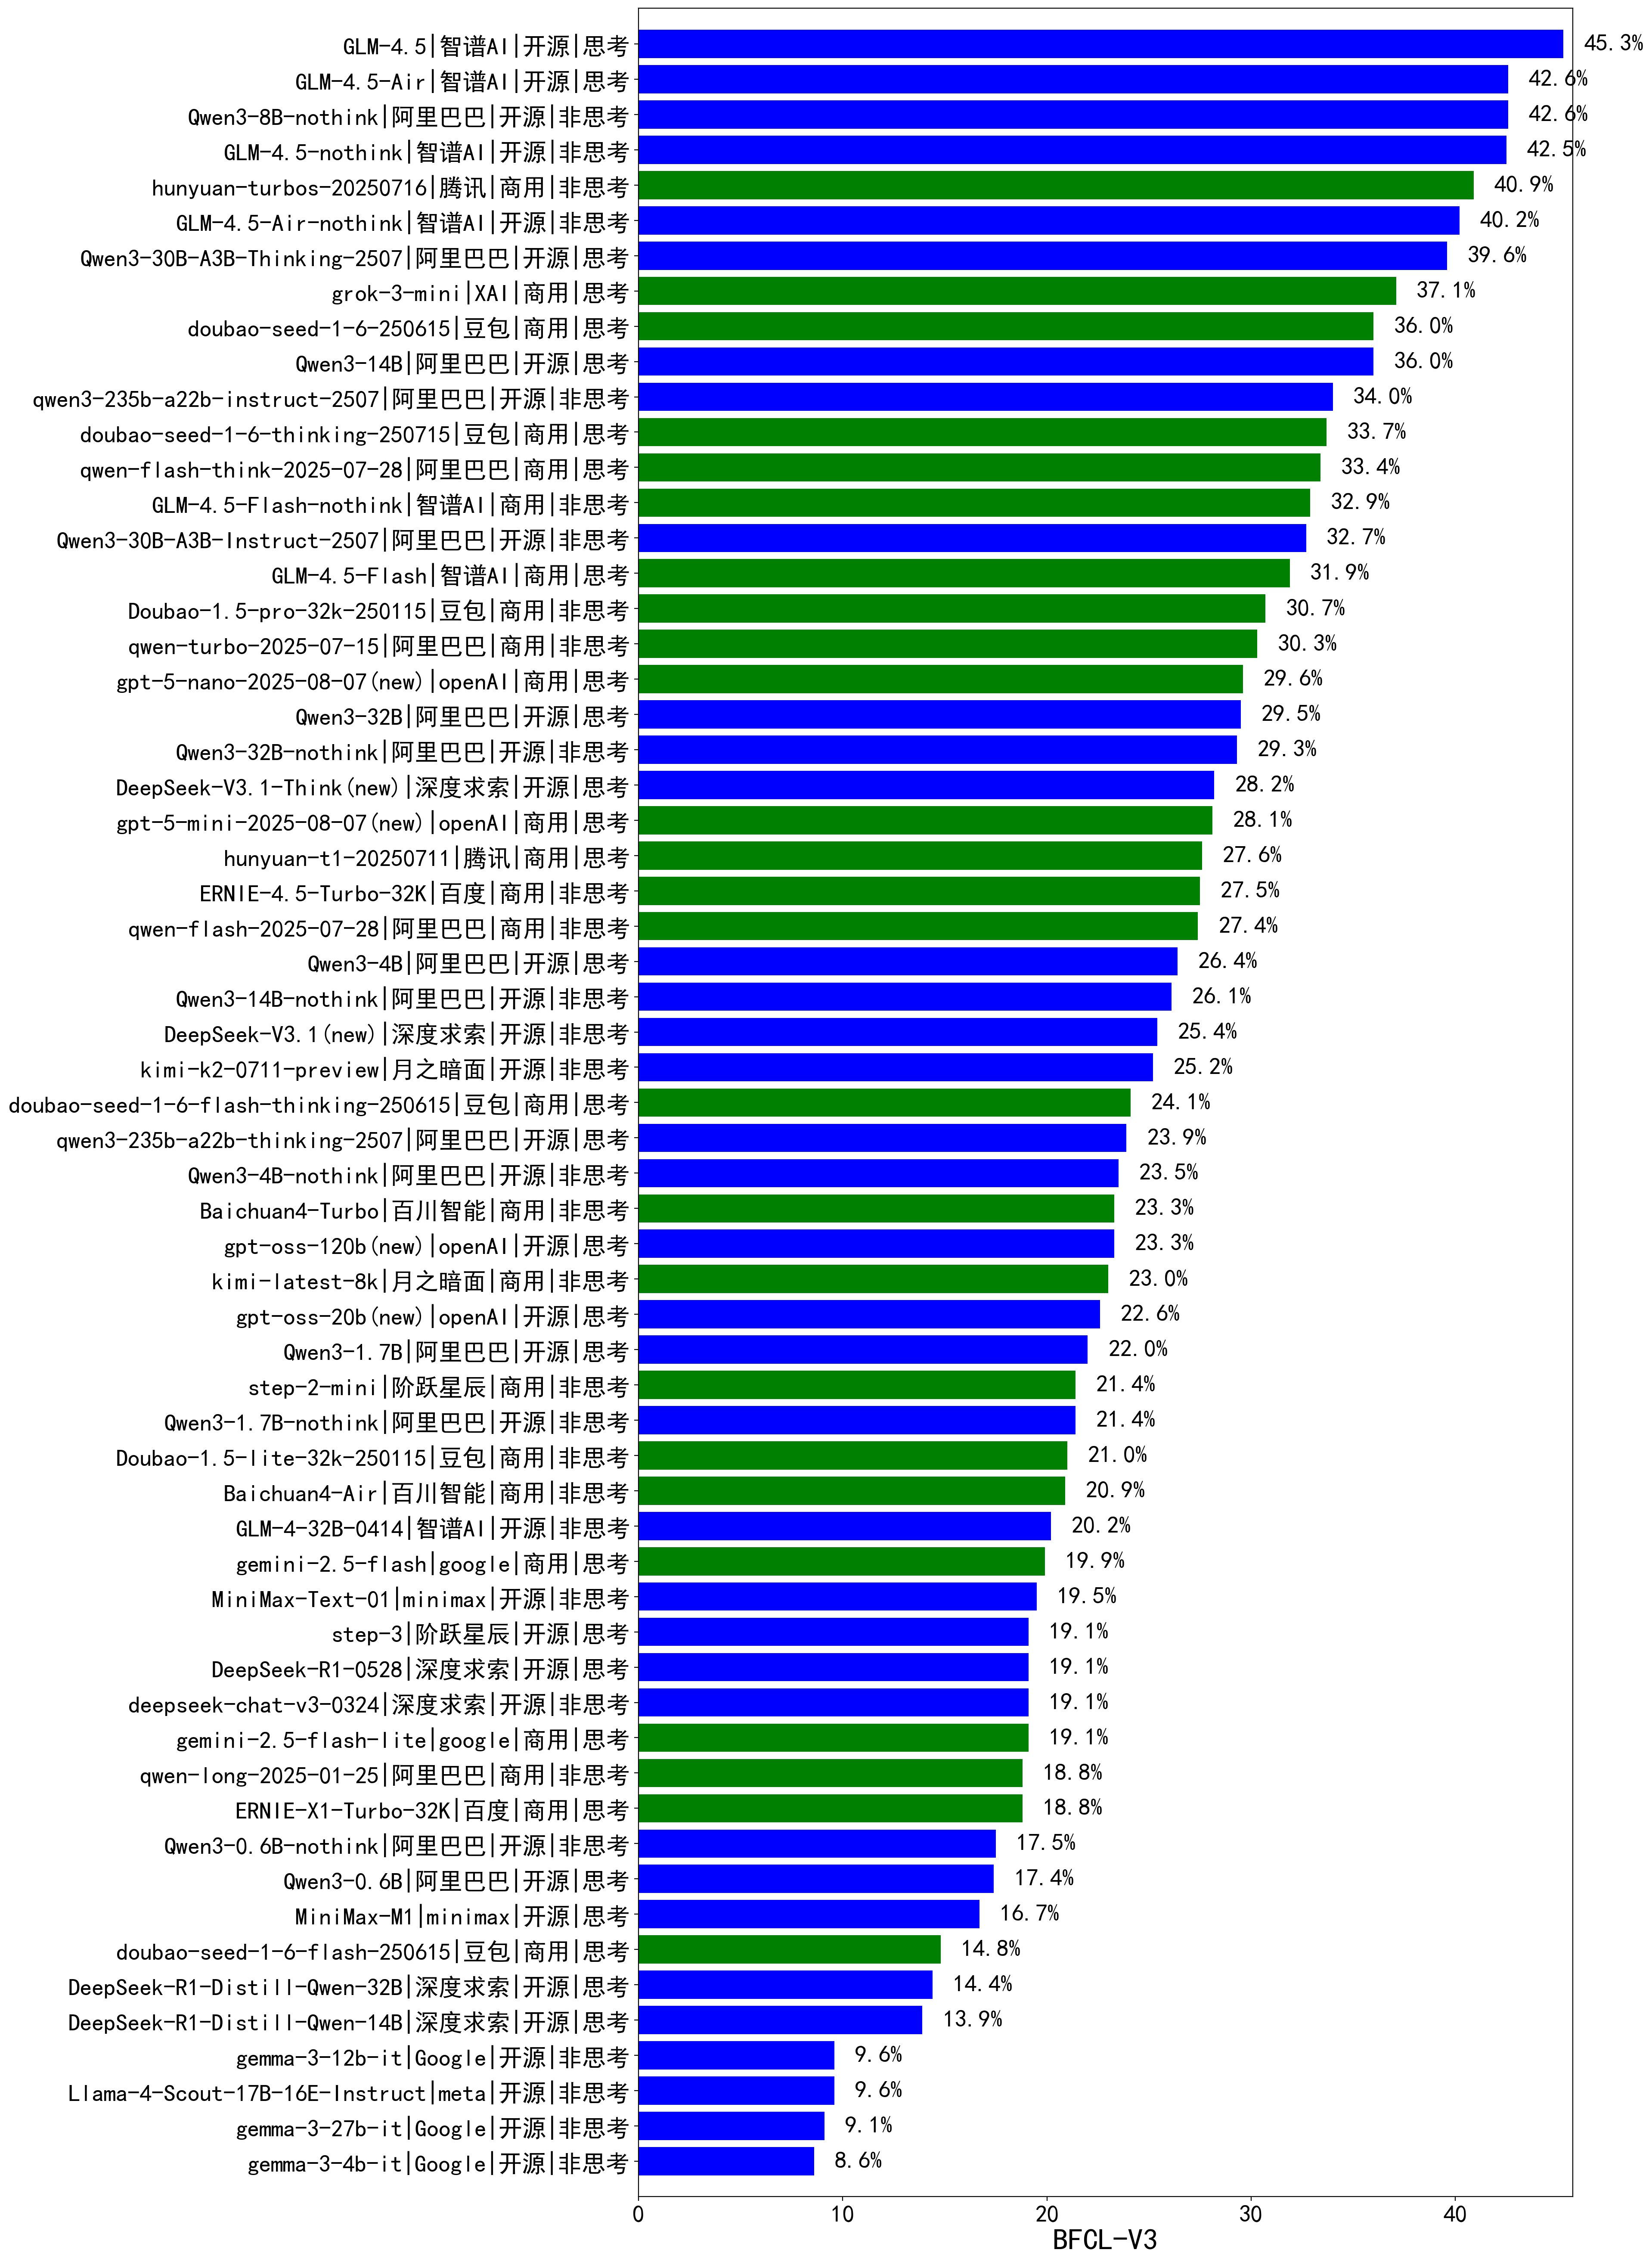 GLM-4.5|智谱AI|开源|思考 45.3%
GLM-4.5-Air|智谱AI|开源|思考 42.6%
Qwen3-8B-nothink|阿里巴巴|开源|非思考 42.6%
GLM-4.5-nothink|智谱AI|开源|非思考 42.5%
hunyuan-turbos-20250716|腾讯|商用|非思考 40.9%
GLM-4.5-Air-nothink|智谱AI|开源|非思考 40.2%
Qwen3-30B-A3B-Thinking-2507|阿里巴巴|开源|思考 39.6%
grok-3-mini|XAI|商用|思考 37.1%
doubao-seed-1-6-250615|豆包|商用|思考 36.0%
Qwen3-14B|阿里巴巴|开源|思考 36.0%
qwen3-235b-a22b-instruct-2507|阿里巴巴|开源|非思考 34.0%
doubao-seed-1-6-thinking-250715|豆包|商用|思考 33.7%
qwen-flash-think-2025-07-28|阿里巴巴|商用|思考 33.4%
GLM-4.5-Flash-nothink|智谱AI|商用|非思考 32.9%
Qwen3-30B-A3B-Instruct-2507|阿里巴巴|开源|非思考 32.7%
GLM-4.5-Flash|智谱AI|商用|思考 31.9%
Doubao-1.5-pro-32k-250115|豆包|商用|非思考 30.7%
qwen-turbo-2025-07-15|阿里巴巴|商用|非思考 30.3%
gpt-5-nano-2025-08-07(new)|openAI|商用|思考 29.6%
Qwen3-32B|阿里巴巴|开源|思考 29.5%
Qwen3-32B-nothink|阿里巴巴|开源|非思考 29.3%
DeepSeek-V3.1-Think(new)|深度求索|开源|思考 28.2%
gpt-5-mini-2025-08-07(new)|openAI|商用|思考 28.1%
hunyuan-t1-20250711|腾讯|商用|思考 27.6%
ERNIE-4.5-Turbo-32K|百度|商用|非思考 27.5%
qwen-flash-2025-07-28|阿里巴巴|商用|非思考 27.4%
Qwen3-4B|阿里巴巴|开源|思考 26.4%
Qwen3-14B-nothink|阿里巴巴|开源|非思考 26.1%
DeepSeek-V3.1(new)|深度求索|开源|非思考 25.4%
kimi-k2-0711-preview|月之暗面|开源|非思考 25.2%
doubao-seed-1-6-flash-thinking-250615|豆包|商用|思考 24.1%
qwen3-235b-a22b-thinking-2507|阿里巴巴|开源|思考 23.9%
Qwen3-4B-nothink|阿里巴巴|开源|非思考 23.5%
Baichuan4-Turbo|百川智能|商用|非思考 23.3%
gpt-oss-120b(new)|openAI|开源|思考 23.3%
kimi-latest-8k|月之暗面|商用|非思考 23.0%
gpt-oss-20b(new)|openAI|开源|思考 22.6%
Qwen3-1.7B|阿里巴巴|开源|思考 22.0%
step-2-mini|阶跃星辰|商用|非思考 21.4%
Qwen3-1.7B-nothink|阿里巴巴|开源|非思考 21.4%
Doubao-1.5-lite-32k-250115|豆包|商用|非思考 21.0%
Baichuan4-Air|百川智能|商用|非思考 20.9%
GLM-4-32B-0414|智谱AI|开源|非思考 20.2%
gemini-2.5-flash|google|商用|思考 19.9%
MiniMax-Text-01|minimax|开源|非思考 19.5%
step-3|阶跃星辰|开源|思考 19.1%
DeepSeek-R1-0528|深度求索|开源|思考 19.1%
deepseek-chat-v3-0324|深度求索|开源|非思考 19.1%
gemini-2.5-flash-lite|google|商用|思考 19.1%
qwen-long-2025-01-25|阿里巴巴|商用|非思考 18.8%
ERNIE-X1-Turbo-32K|百度|商用|思考 18.8%
Qwen3-0.6B-nothink|阿里巴巴|开源|非思考 17.5%
Qwen3-0.6B|阿里巴巴|开源|思考 17.4%
MiniMax-M1|minimax|开源|思考 16.7%
doubao-seed-1-6-flash-250615|豆包|商用|思考 14.8%
DeepSeek-R1-Distill-Qwen-32B|深度求索|开源|思考 14.4%
DeepSeek-R1-Distill-Qwen-14B|深度求索|开源|思考 13.9%
gemma-3-12b-it|Google|开源|非思考 9.6%
Llama-4-Scout-17B-16E-Instruct|meta|开源|非思考 9.6%
gemma-3-27b-it|Google|开源|非思考 9.1%
gemma-3-4b-it|Google|开源|非思考 8.6%
0 10 20 30 40
BFCL-V3